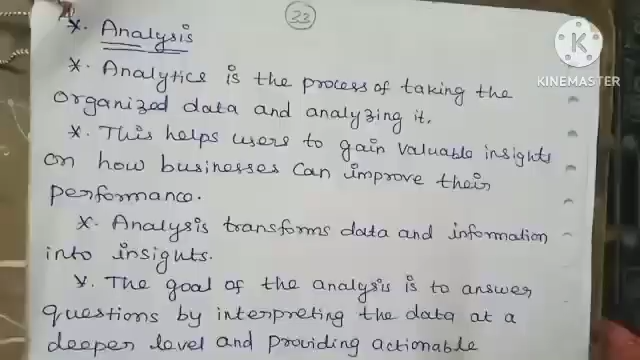 23
*. Analysis
*. Analytics is the process of taking the
organized data and analyzing it.
*. This helps users to gain valuable insights
on how businesses can improve their
performance.
*. Analysis transforms data and information
into insights.
*. The goal of the analysis is to answer
questions by interpreting the data at a
deeper level and providing actionable
KINEMASTER